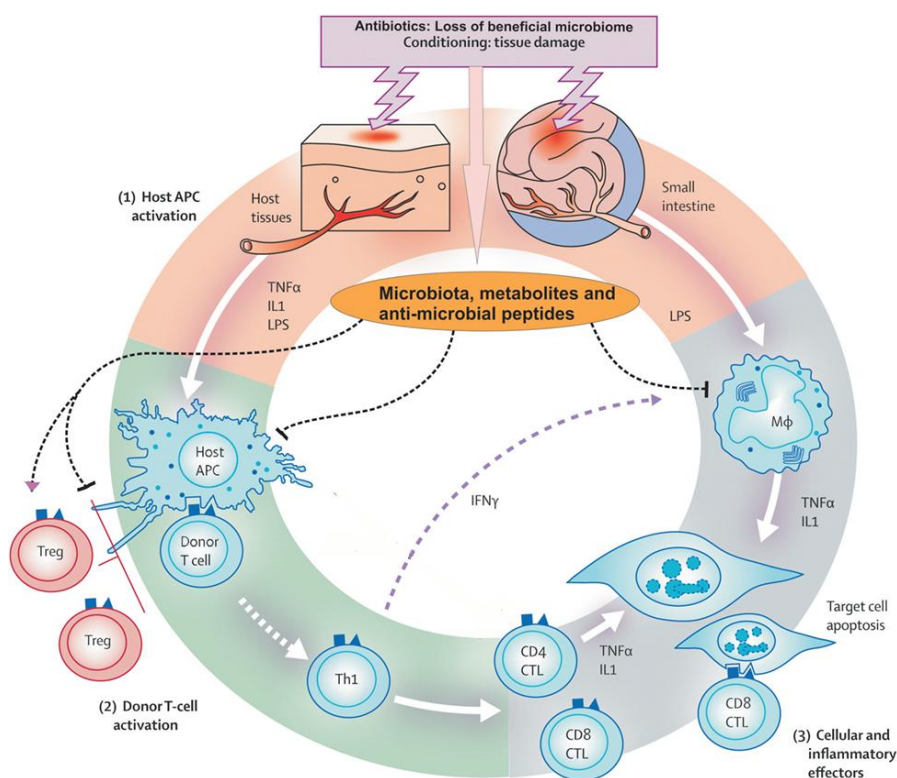 Antibiotics: Loss of beneficial microbiome
Conditioning: tissue damage
(1) Host APC
activation
Host
tissues
Small
intestine
TNFα
IL1
LPS
Microbiota, metabolites and
anti-microbial peptides
LPS
Host
APC
Mϕ
IFNγ
TNFα
IL1
Treg
Donor
T cell
Treg
Target cell
apoptosis
CD4
CTL
TNFα
IL1
Th1
(2) Donor T-cell
activation
CD8
CTL
CD8
CTL
(3) Cellular and
inflammatory
effectors